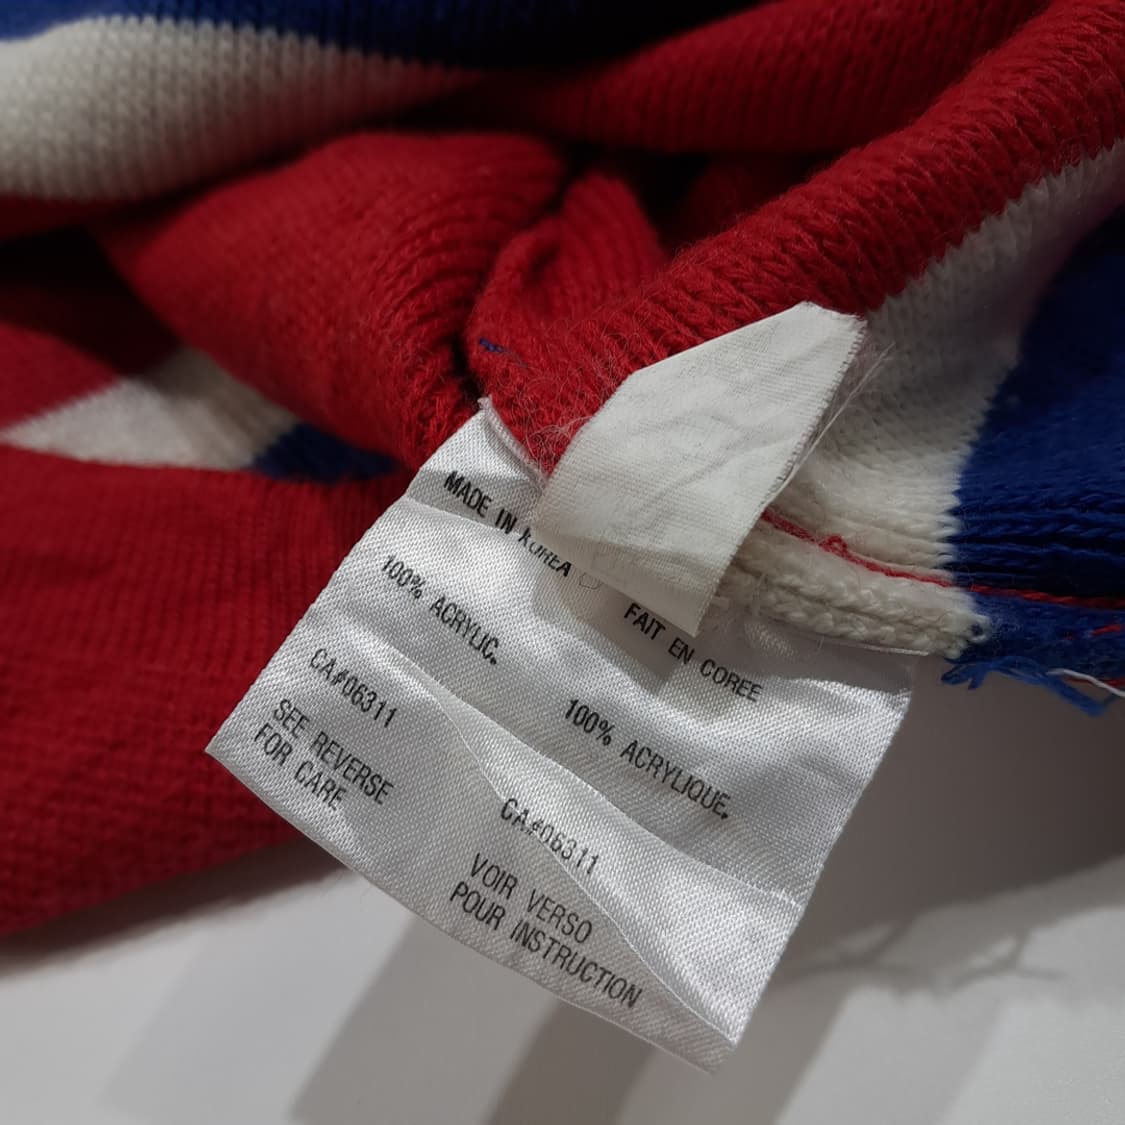 MADE IN KOREA
100% ACRYLIC.
CA#06311
SEE REVERSE
FOR CARE
FAIT EN COREE
100% ACRYLIQUE.
CA#06311
VOIR VERSO
POUR INSTRUCTION